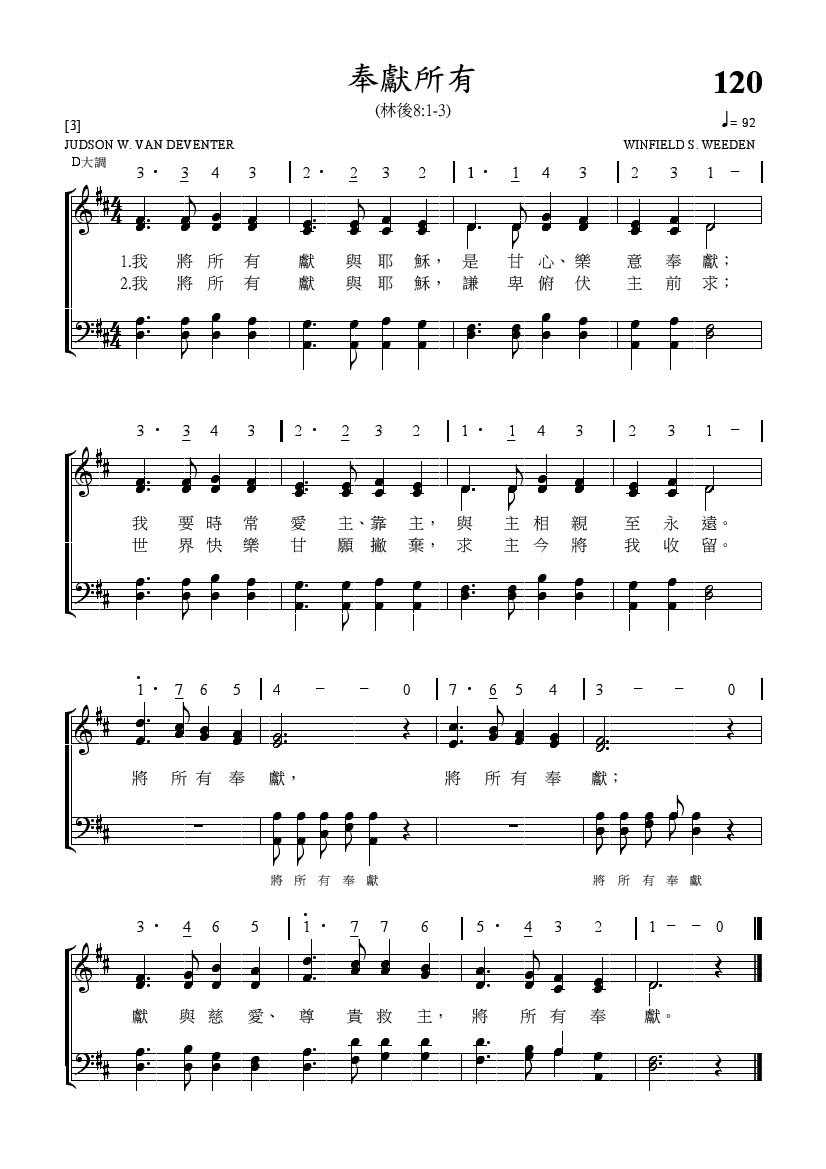 奉獻所有
120
(林後8:1-3)
[3]
♩= 92
JUDSON W. VAN DEVENTER
WINFIELD S. WEEDEN
D大調
3· 3 4 3 | 2· 2 3 2 | 1· 1 4 3 | 2 3 1 – |
1.我 將 所 有 獻 與 耶 穌, 是 甘 心、樂 意 奉 獻;
2.我 將 所 有 獻 與 耶 穌, 謙 卑 俯 伏 主 前 求;
3· 3 4 3 | 2· 2 3 2 | 1· 1 4 3 | 2 3 1 – |
我 要 時 常 愛 主、靠 主, 與 主 相 親 至 永 遠。
世 界 快 樂 甘 願 撇 棄, 求 主 今 將 我 收 留。
1· 7 6 5 | 4 – – 0 | 7· 6 5 4 | 3 – – 0 |
將 所 有 奉 獻, 將 所 有 奉 獻;
將 所 有 奉 獻 將 所 有 奉 獻
3· 4 6 5 | 1· 7 7 6 | 5· 4 3 2 | 1 – – 0
獻 與 慈 愛、尊 貴 救 主, 將 所 有 奉 獻。